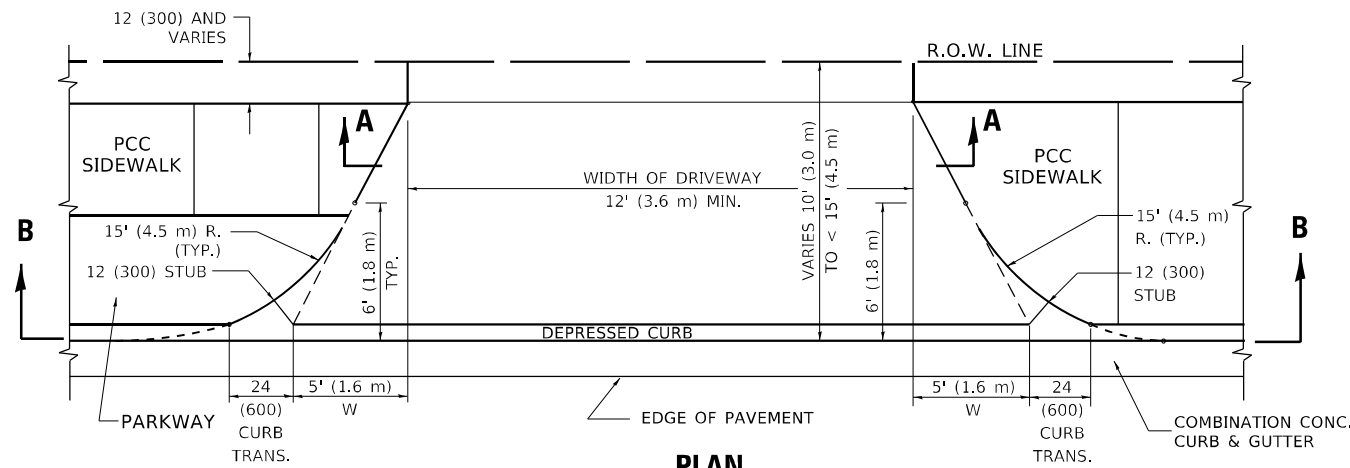 12 (300) AND
VARIES
R.O.W. LINE
A
A
PCC
SIDEWALK
PCC
SIDEWALK
WIDTH OF DRIVEWAY
12' (3.6 m) MIN.
VARIES 10' (3.0 m)
TO < 15' (4.5 m)
B
B
15' (4.5 m) R.
(TYP.)
12 (300) STUB
6' (1.8 m)
TYP.
6' (1.8 m)
15' (4.5 m)
R. (TYP.)
12 (300)
STUB
DEPRESSED CURB
24
(600)
CURB
TRANS.
5' (1.6 m)
W
5' (1.6 m)
W
24
(600)
CURB
TRANS.
PARKWAY
EDGE OF PAVEMENT
COMBINATION CONC.
CURB & GUTTER
PLAN